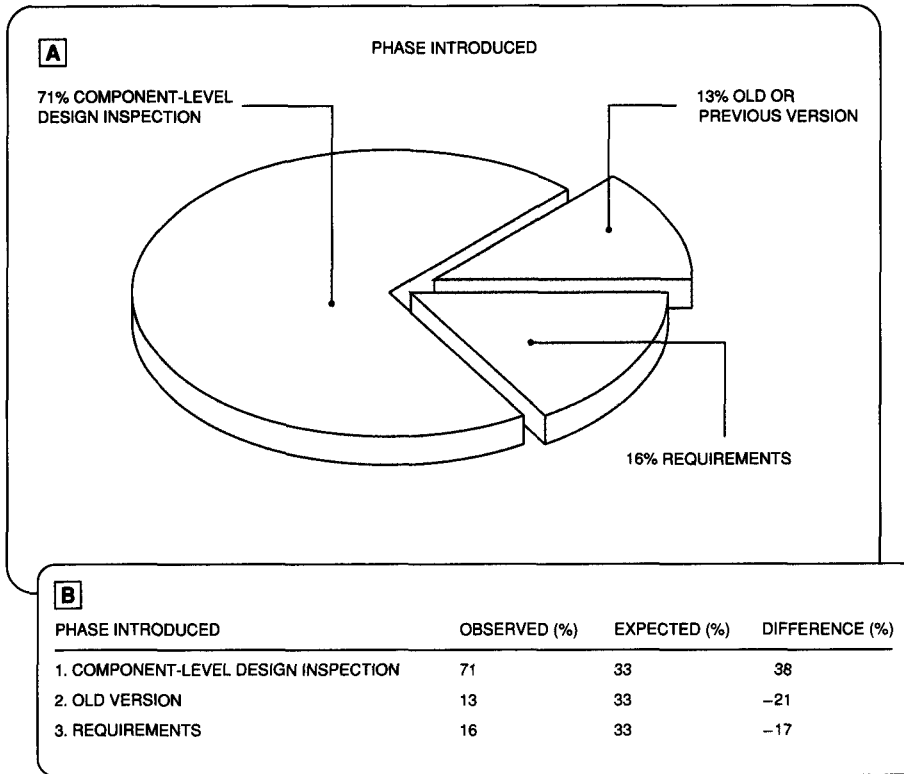 A
PHASE INTRODUCED
71% COMPONENT-LEVEL
DESIGN INSPECTION
13% OLD OR
PREVIOUS VERSION
16% REQUIREMENTS
B
PHASE INTRODUCED OBSERVED (%) EXPECTED (%) DIFFERENCE (%)
1. COMPONENT-LEVEL DESIGN INSPECTION 71 33 38
2. OLD VERSION 13 33 −21
3. REQUIREMENTS 16 33 −17